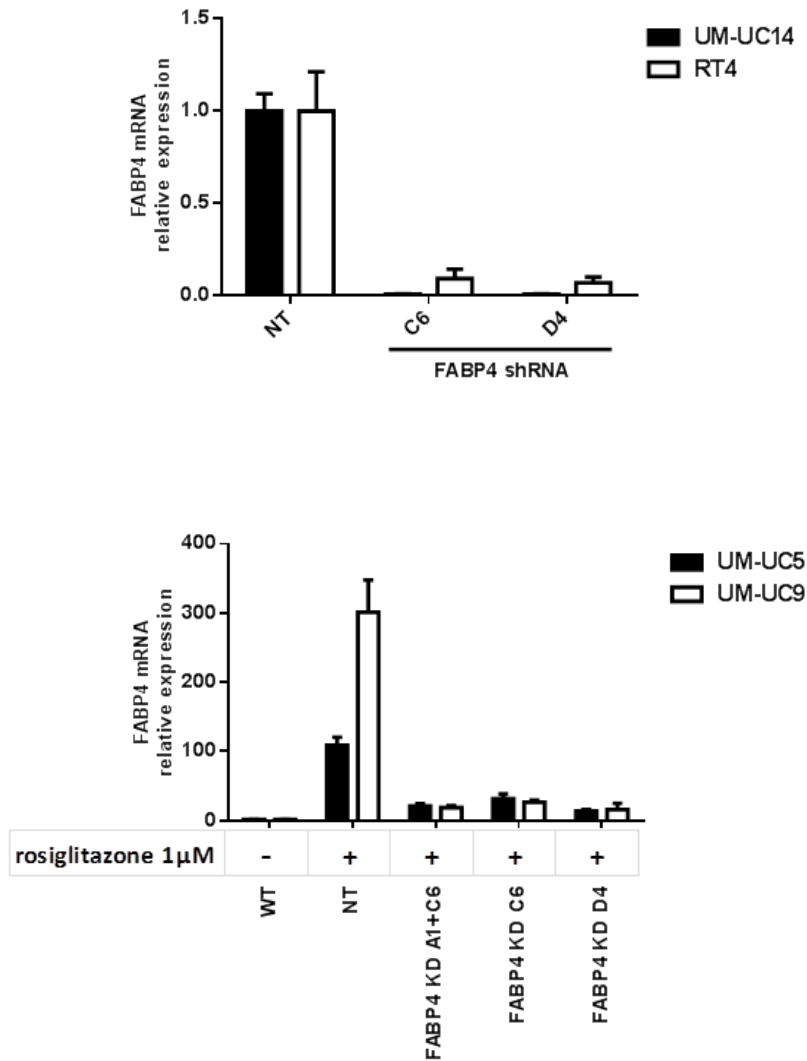 1.5
1.0
0.5
0.0
FABP4 mRNA
relative expression
UM-UC14
RT4
NT
C6
D4
FABP4 shRNA
400
300
200
100
0
FABP4 mRNA
relative expression
UM-UC5
UM-UC9
rosiglitazone 1µM - + + + +
WT
NT
FABP4 KD A1+C6
FABP4 KD C6
FABP4 KD D4